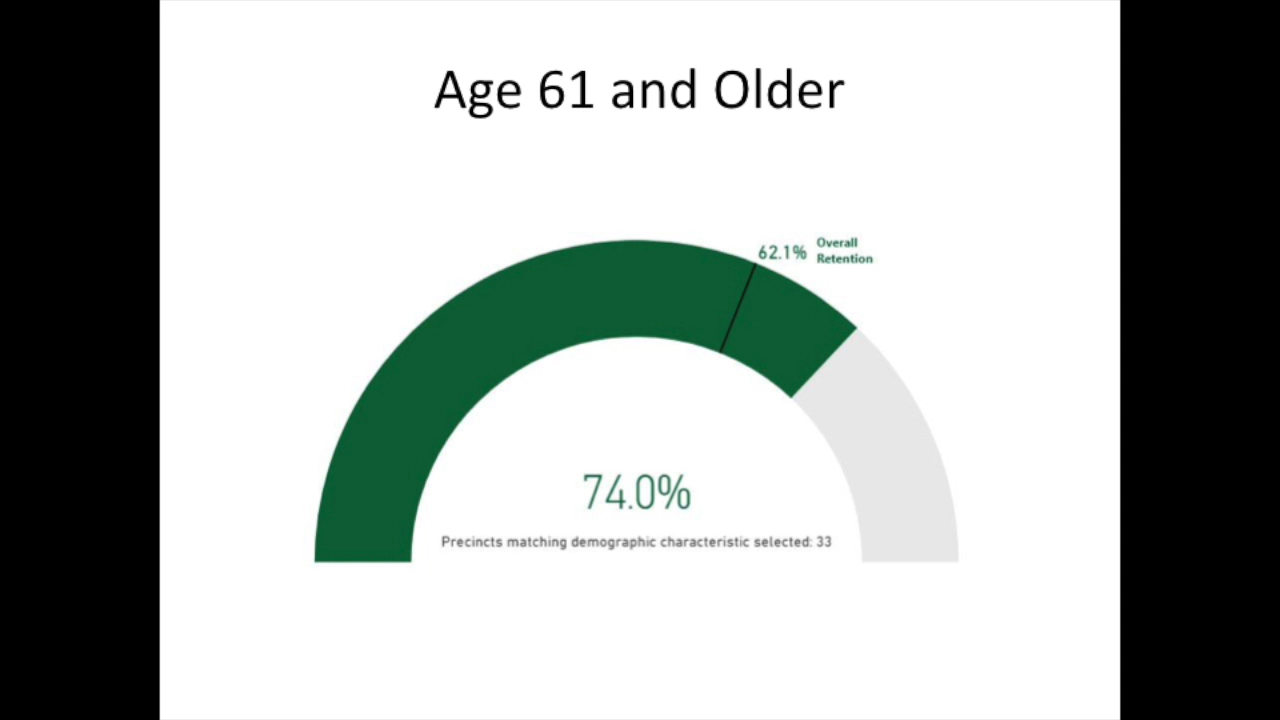 Age 61 and Older
62.1%
Overall
Retention
74.0%
Precincts matching demographic characteristic selected: 33